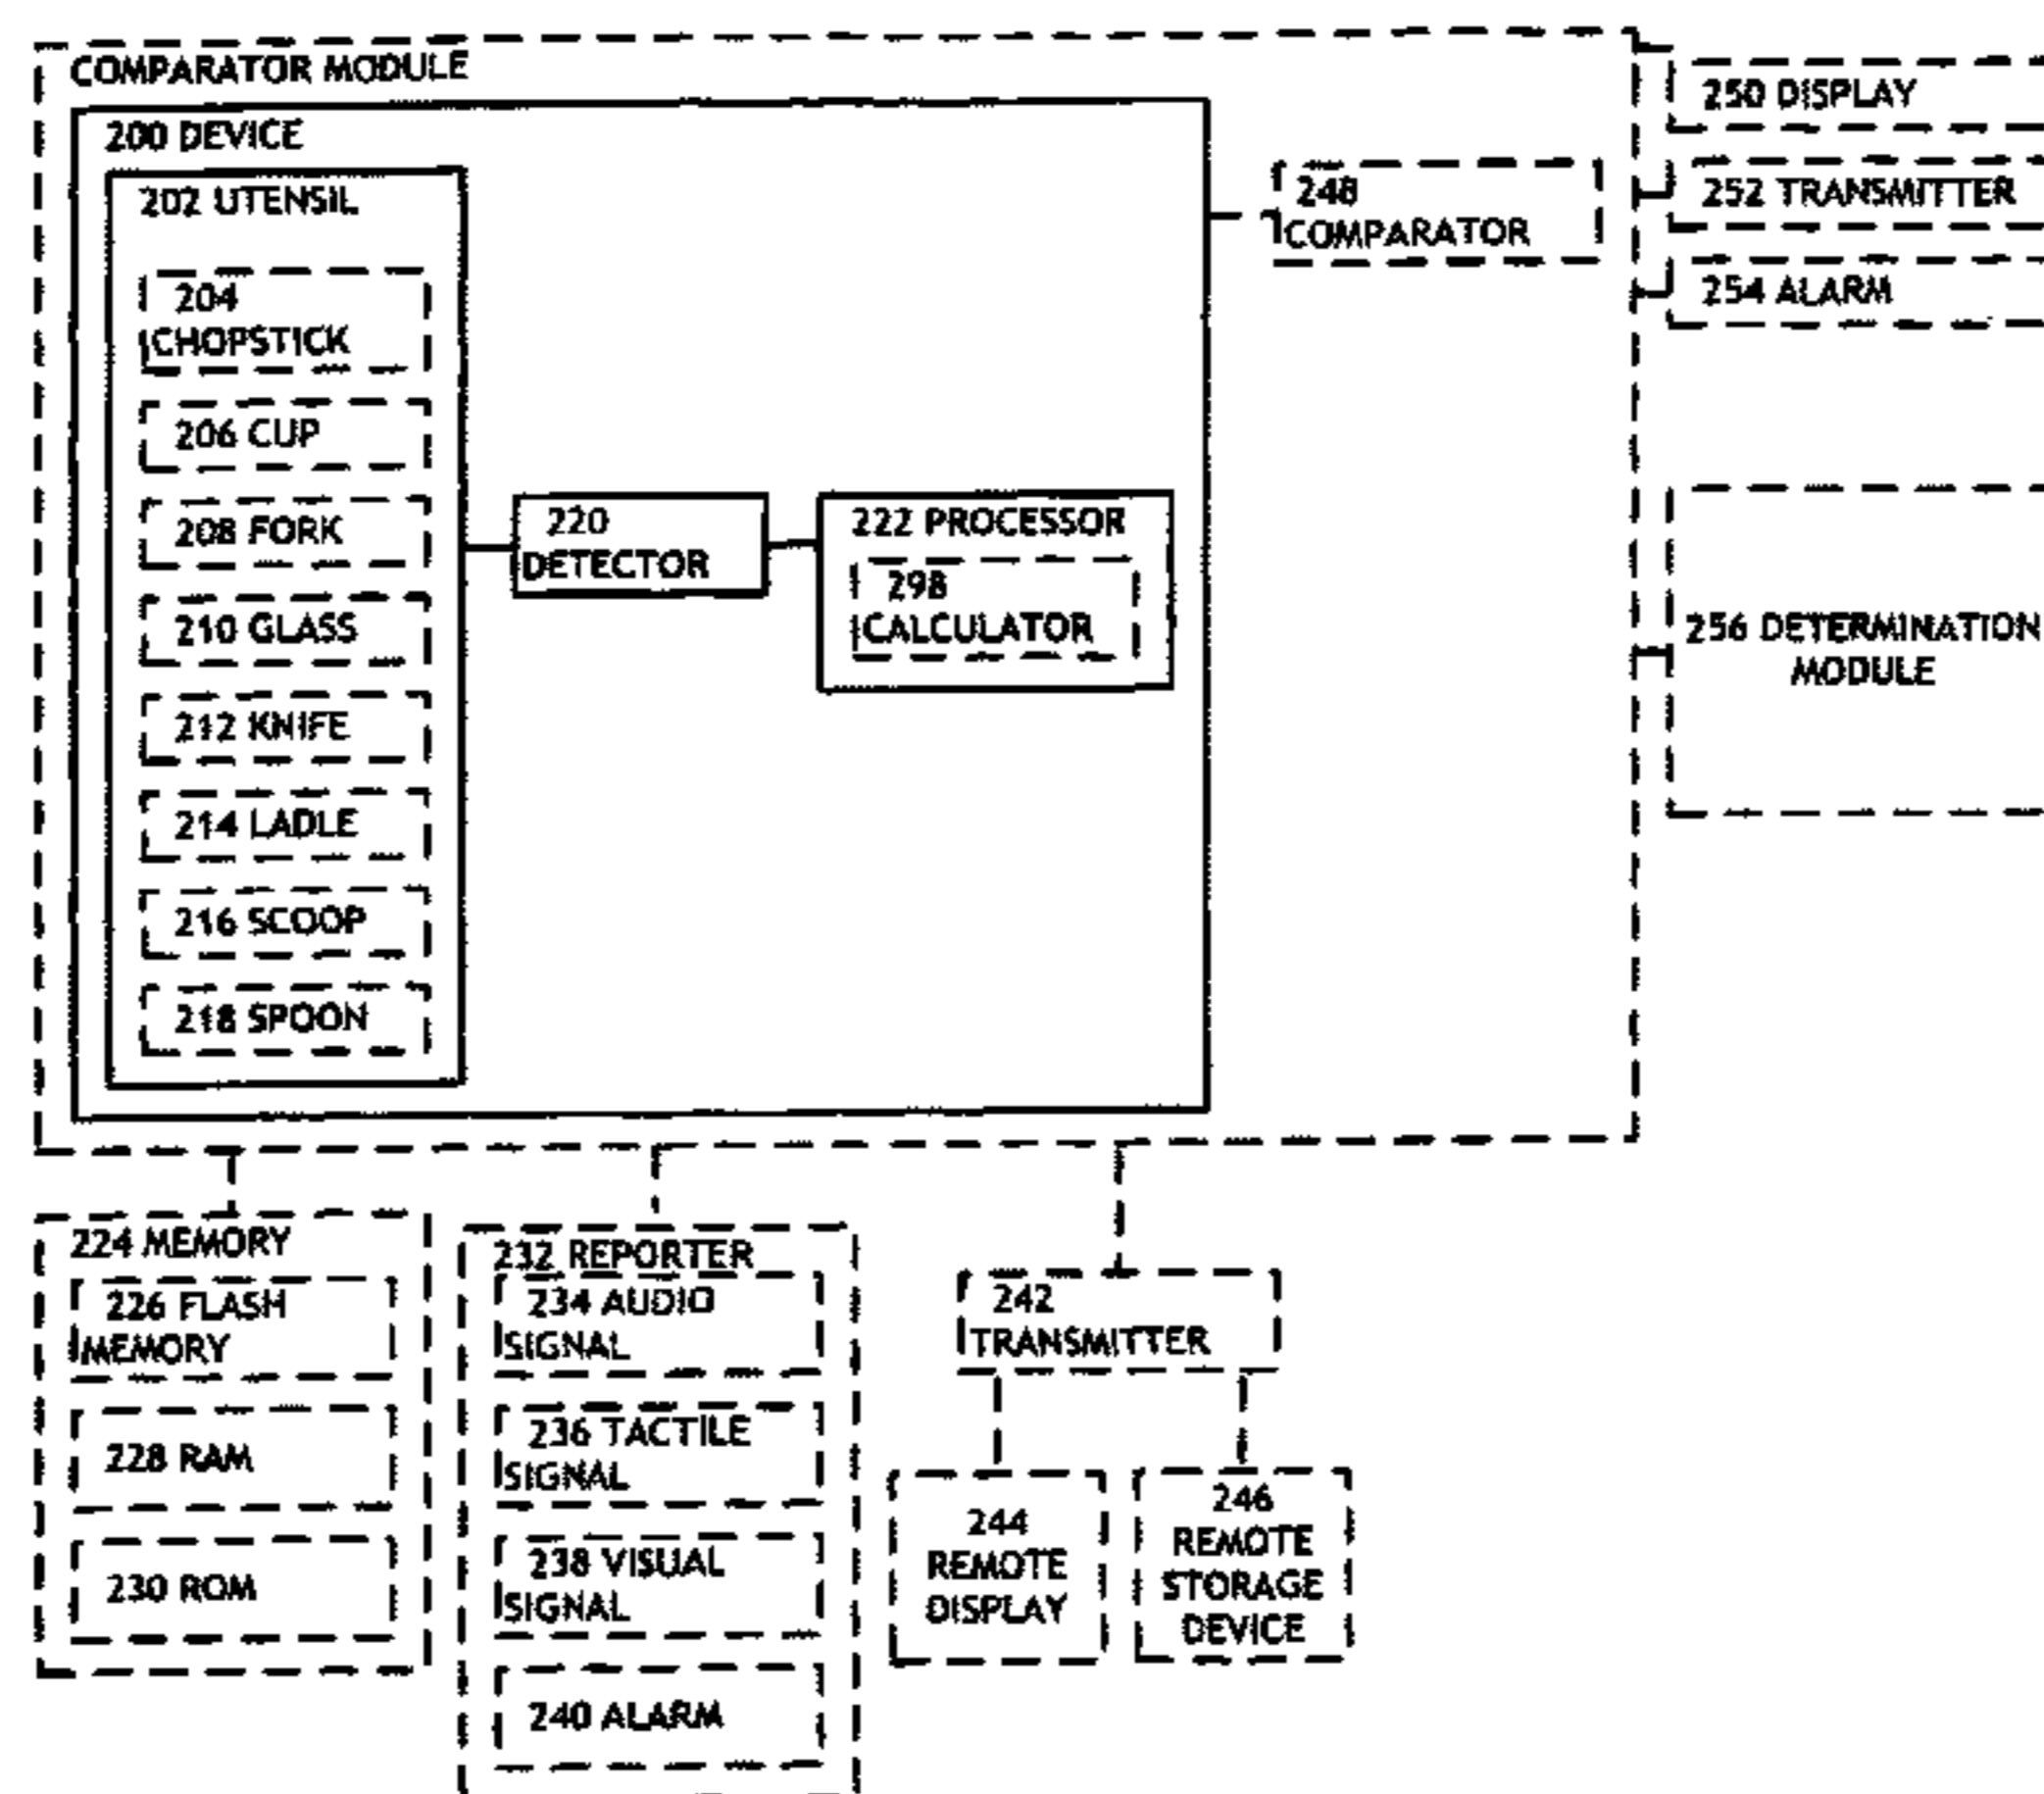 COMPARATOR MODULE
200 DEVICE
202 UTENSIL
204
CHOPSTICK
206 CUP
208 FORK
210 GLASS
212 KNIFE
214 LADLE
216 SCOOP
218 SPOON
220
DETECTOR
222 PROCESSOR
298
CALCULATOR
248
COMPARATOR
250 DISPLAY
252 TRANSMITTER
254 ALARM
256 DETERMINATION
MODULE
224 MEMORY
226 FLASH
MEMORY
228 RAM
230 ROM
232 REPORTER
234 AUDIO
SIGNAL
236 TACTILE
SIGNAL
238 VISUAL
SIGNAL
240 ALARM
242
TRANSMITTER
244
REMOTE
DISPLAY
246
REMOTE
STORAGE
DEVICE